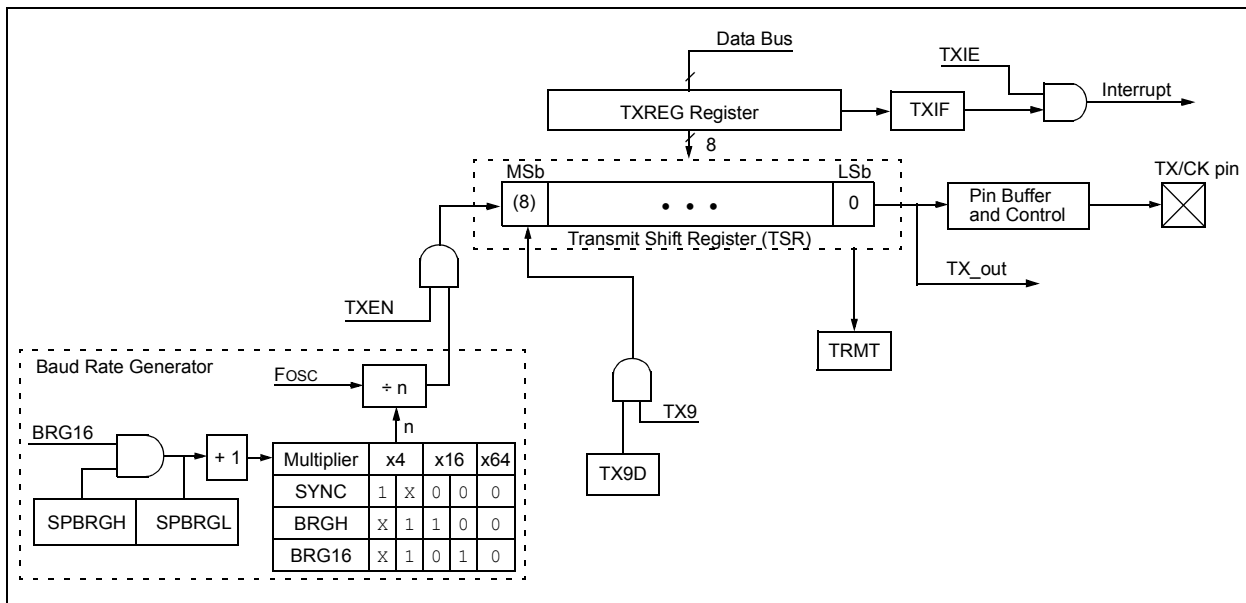 Data Bus
TXIE
Interrupt
TXREG Register
TXIF
8
MSb
LSb
TX/CK pin
(8)
• • •
0
Pin Buffer
and Control
Transmit Shift Register (TSR)
TX_out
TXEN
TRMT
Baud Rate Generator
FOSC
÷ n
TX9
n
BRG16
+ 1
Multiplier x4 x16 x64
TX9D
SYNC 1 X 0 0 0
SPBRGH SPBRGL
BRGH X 1 1 0 0
BRG16 X 1 0 1 0